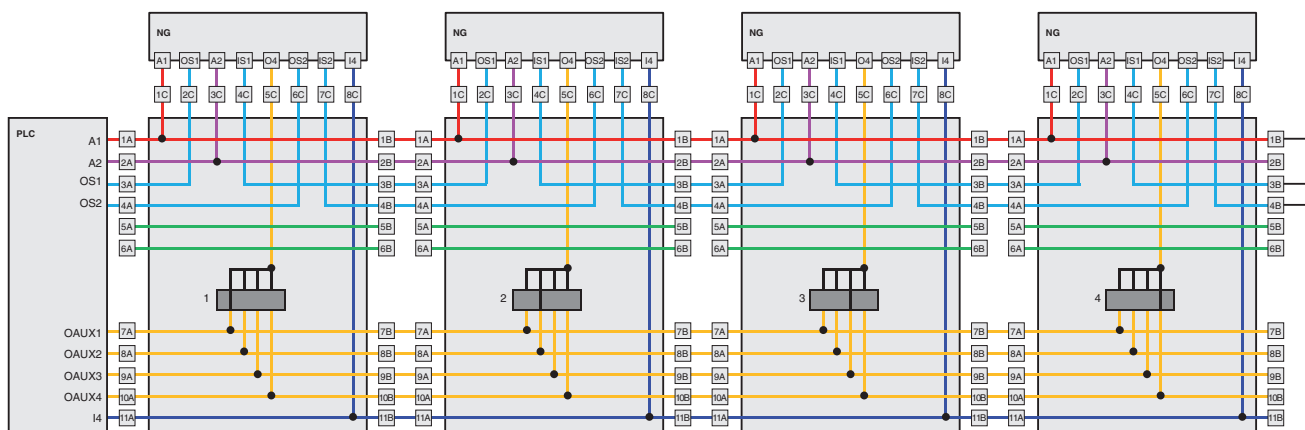 NG NG NG NG
A1 OS1 A2 IS1 O4 OS2 IS2 I4 A1 OS1 A2 IS1 O4 OS2 IS2 I4 A1 OS1 A2 IS1 O4 OS2 IS2 I4 A1 OS1 A2 IS1 O4 OS2 IS2 I4
1C 2C 3C 4C 5C 6C 7C 8C 1C 2C 3C 4C 5C 6C 7C 8C 1C 2C 3C 4C 5C 6C 7C 8C 1C 2C 3C 4C 5C 6C 7C 8C
PLC
A1 1A 1B 1A 1B 1A 1B 1A 1B
A2 2A 2B 2A 2B 2A 2B 2A 2B
OS1 3A 3B 3A 3B 3A 3B 3A 3B
OS2 4A 4B 4A 4B 4A 4B 4A 4B
5A 5B 5A 5B 5A 5B 5A 5B
6A 6B 6A 6B 6A 6B 6A 6B
1 2 3 4
OAUX1 7A 7B 7A 7B 7A 7B 7A 7B
OAUX2 8A 8B 8A 8B 8A 8B 8A 8B
OAUX3 9A 9B 9A 9B 9A 9B 9A 9B
OAUX4 10A 10B 10A 10B 10A 10B 10A 10B
I4 11A 11B 11A 11B 11A 11B 11A 11B